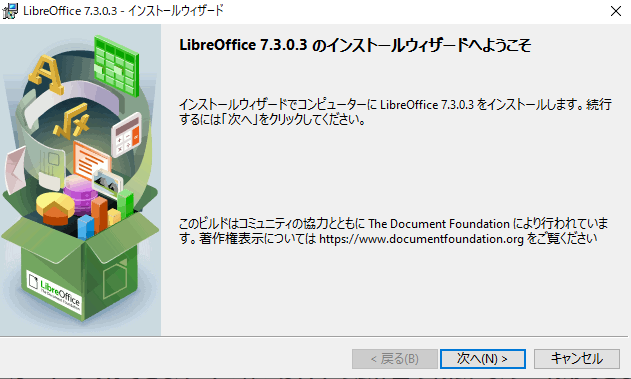 LibreOffice 7.3.0.3 - インストールウィザード
LibreOffice 7.3.0.3 のインストールウィザードへようこそ
インストールウィザードでコンピューターに LibreOffice 7.3.0.3 をインストールします。続行
するには「次へ」をクリックしてください。
このビルドはコミュニティの協力とともに The Document Foundation により行われていま
す。著作権表示については https://www.documentfoundation.org をご覧ください
LibreOffice
The Document Foundation
< 戻る(B)
次へ(N) >
キャンセル